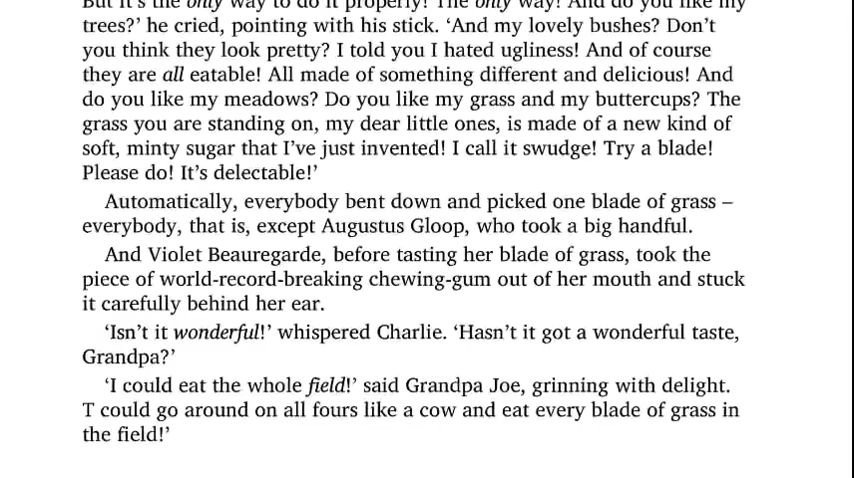 But it’s the only way to do it properly! The only way! And do you like my
trees?’ he cried, pointing with his stick. ‘And my lovely bushes? Don’t
you think they look pretty? I told you I hated ugliness! And of course
they are all eatable! All made of something different and delicious! And
do you like my meadows? Do you like my grass and my buttercups? The
grass you are standing on, my dear little ones, is made of a new kind of
soft, minty sugar that I’ve just invented! I call it swudge! Try a blade!
Please do! It’s delectable!’
Automatically, everybody bent down and picked one blade of grass –
everybody, that is, except Augustus Gloop, who took a big handful.
And Violet Beauregarde, before tasting her blade of grass, took the
piece of world-record-breaking chewing-gum out of her mouth and stuck
it carefully behind her ear.
‘Isn’t it wonderful!’ whispered Charlie. ‘Hasn’t it got a wonderful taste,
Grandpa?’
‘I could eat the whole field!’ said Grandpa Joe, grinning with delight.
T could go around on all fours like a cow and eat every blade of grass in
the field!’